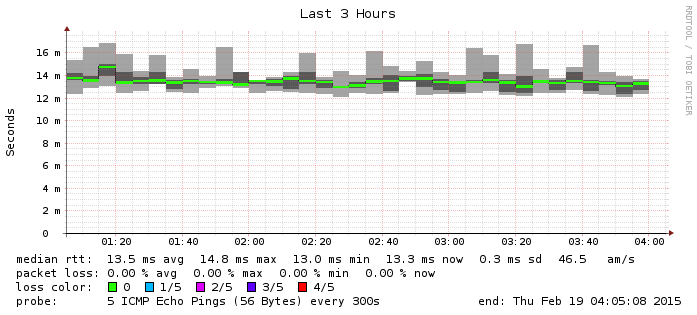 Last 3 Hours
RRDTOOL / TOBI OETIKER
Seconds
16 m
14 m
12 m
10 m
8 m
6 m
4 m
2 m
0
01:20 01:40 02:00 02:20 02:40 03:00 03:20 03:40 04:00
median rtt: 13.5 ms avg 14.8 ms max 13.0 ms min 13.3 ms now 0.3 ms sd 46.5 am/s
packet loss: 0.00 % avg 0.00 % max 0.00 % min 0.00 % now
loss color: 0 1/5 2/5 3/5 4/5
probe: 5 ICMP Echo Pings (56 Bytes) every 300s end: Thu Feb 19 04:05:08 2015